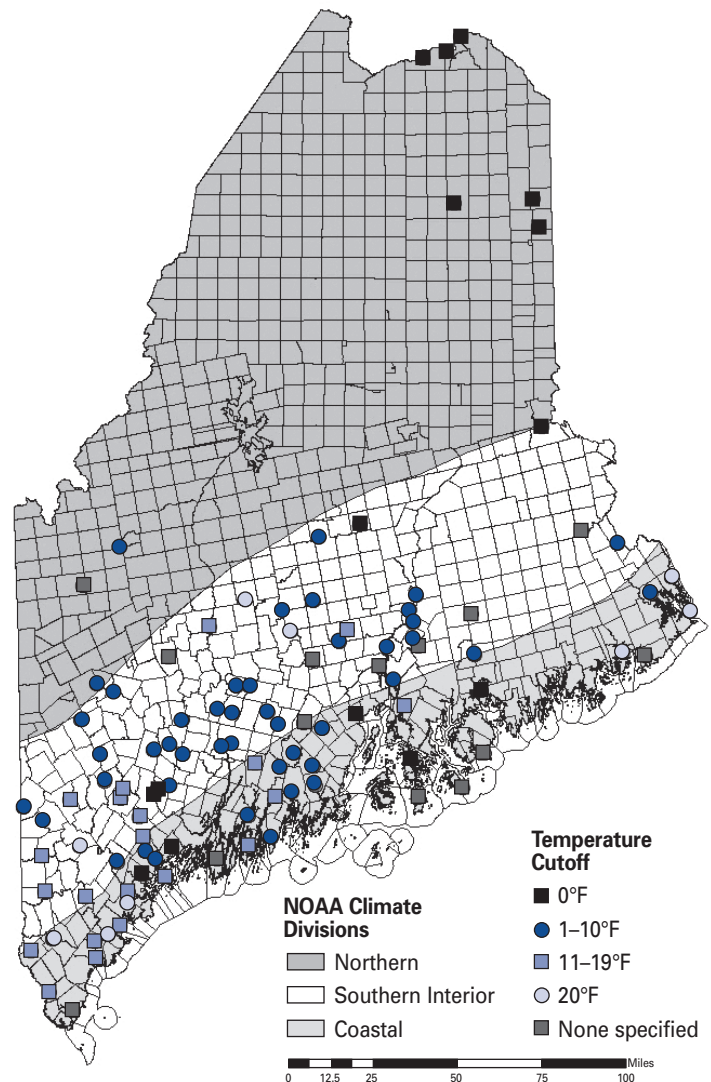 Temperature
Cutoff
0°F
1–10°F
11–19°F
20°F
None specified
NOAA Climate
Divisions
Northern
Southern Interior
Coastal
Miles
0 12.5 25 50 75 100